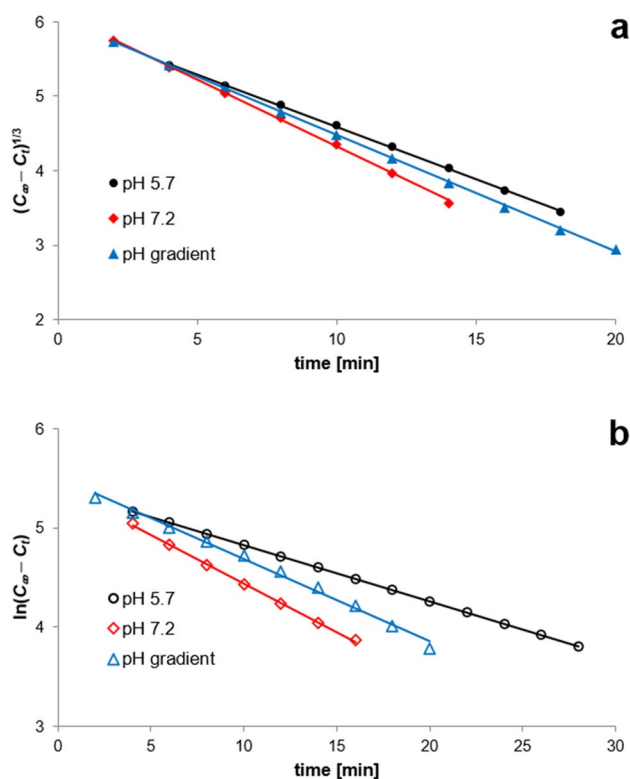 a
6
5
4
3
2
(C∞ – Ct)1/3
pH 5.7
pH 7.2
pH gradient
0 5 10 15 20
time [min]
b
6
5
4
3
ln(C∞ – Ct)
pH 5.7
pH 7.2
pH gradient
0 5 10 15 20 25 30
time [min]